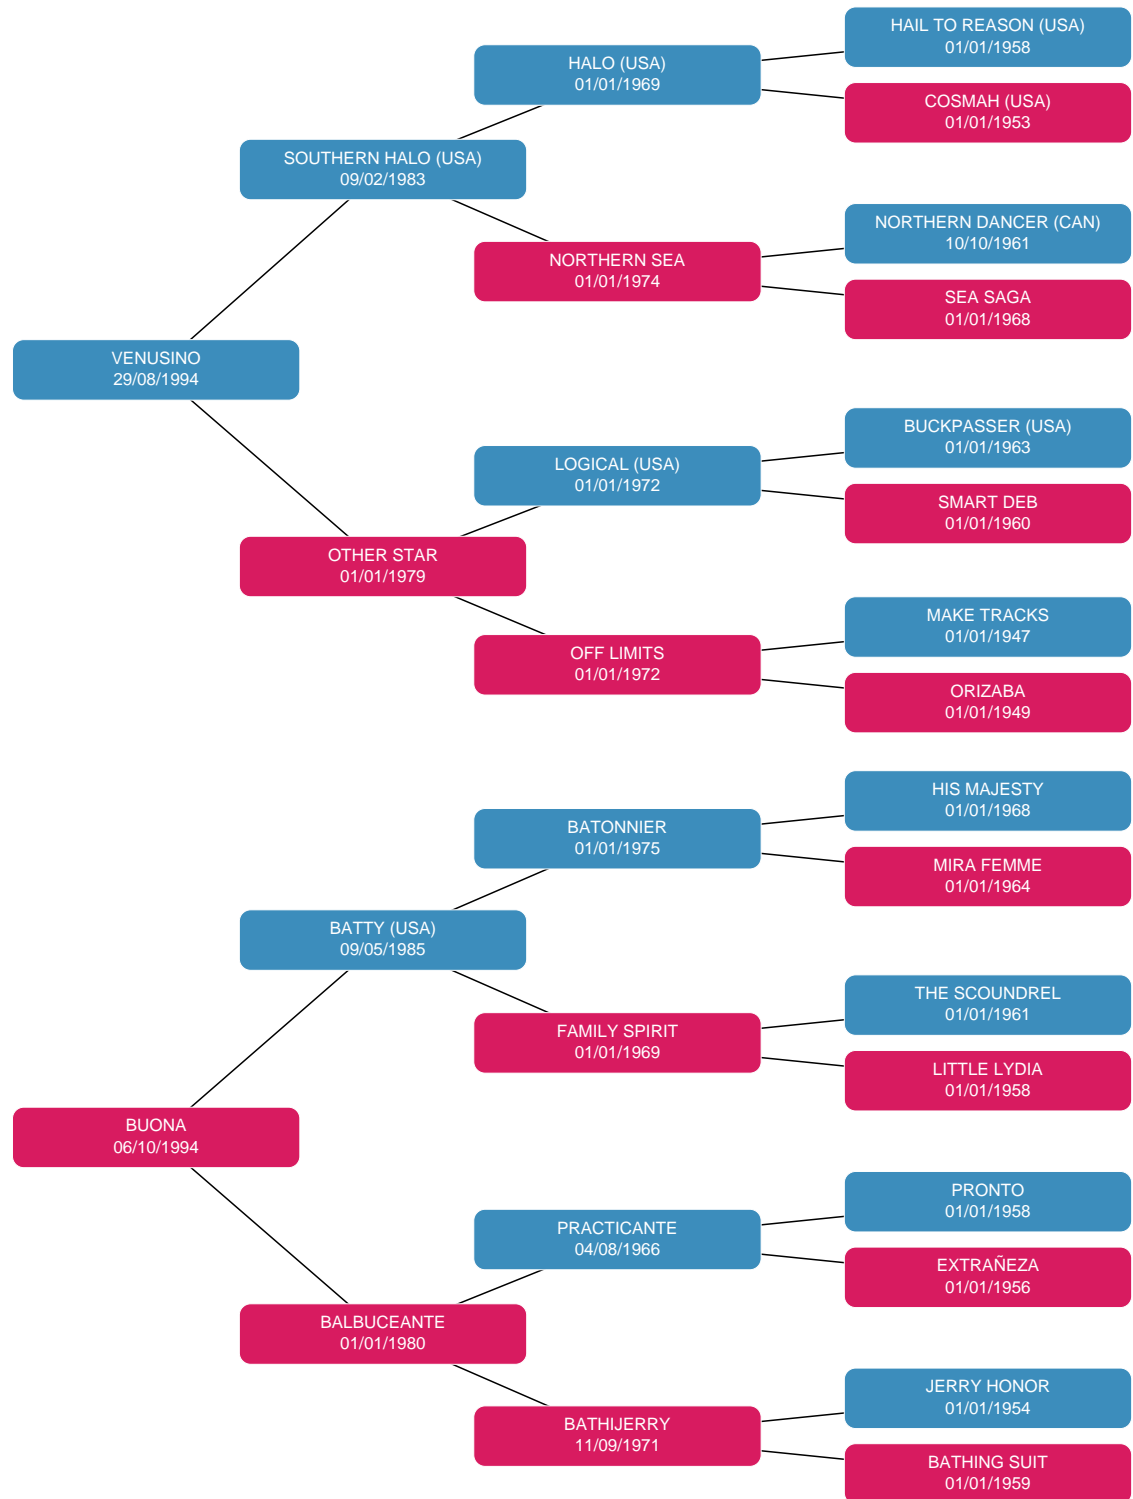 HAIL TO REASON (USA)
01/01/1958
HALO (USA)
01/01/1969
COSMAH (USA)
01/01/1953
SOUTHERN HALO (USA)
09/02/1983
NORTHERN DANCER (CAN)
10/10/1961
NORTHERN SEA
01/01/1974
SEA SAGA
01/01/1968
VENUSINO
29/08/1994
BUCKPASSER (USA)
01/01/1963
LOGICAL (USA)
01/01/1972
SMART DEB
01/01/1960
OTHER STAR
01/01/1979
MAKE TRACKS
01/01/1947
OFF LIMITS
01/01/1972
ORIZABA
01/01/1949
HIS MAJESTY
01/01/1968
BATONNIER
01/01/1975
MIRA FEMME
01/01/1964
BATTY (USA)
09/05/1985
THE SCOUNDREL
01/01/1961
FAMILY SPIRIT
01/01/1969
LITTLE LYDIA
01/01/1958
BUONA
06/10/1994
PRONTO
01/01/1958
PRACTICANTE
04/08/1966
EXTRAÑEZA
01/01/1956
BALBUCEANTE
01/01/1980
JERRY HONOR
01/01/1954
BATHIJERRY
11/09/1971
BATHING SUIT
01/01/1959